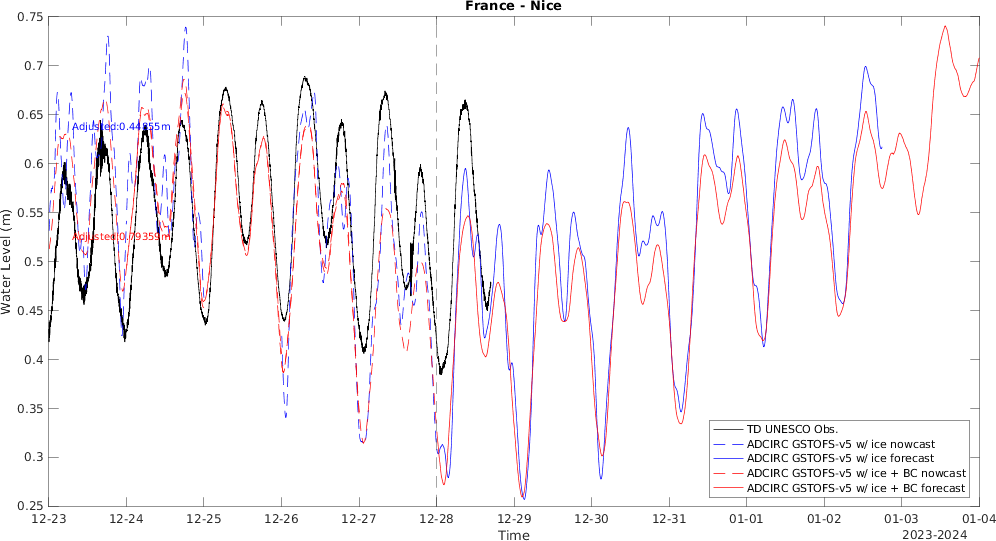 France - Nice
0.75
0.7
0.65
0.6
0.55
0.5
0.45
0.4
0.35
0.3
0.25
Water Level (m)
Adjusted:0.44855m
Adjusted:0.79359m
TD UNESCO Obs.
ADCIRC GSTOFS-v5 w/ ice nowcast
ADCIRC GSTOFS-v5 w/ ice forecast
ADCIRC GSTOFS-v5 w/ ice + BC nowcast
ADCIRC GSTOFS-v5 w/ ice + BC forecast
12-23 12-24 12-25 12-26 12-27 12-28 12-29 12-30 12-31 01-01 01-02 01-03 01-04
Time
2023-2024